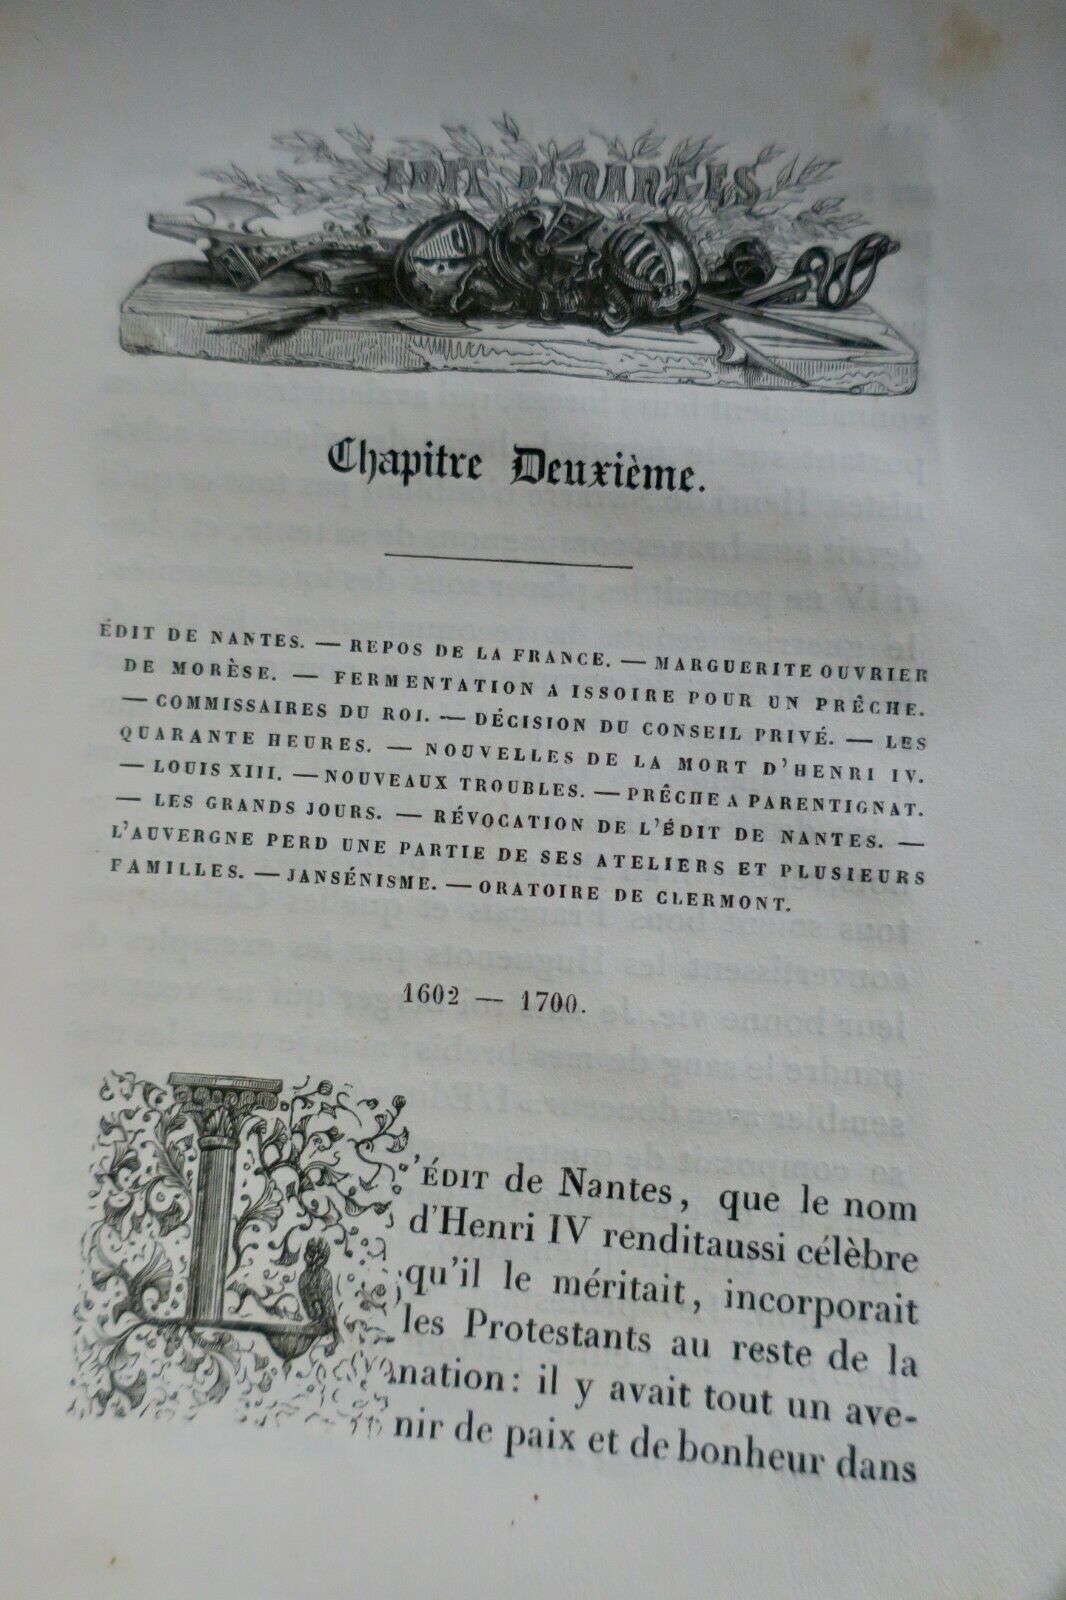 EDIT DE NANTES
Chapitre Deuxième.
ÉDIT DE NANTES. — REPOS DE LA FRANCE. — MARGUERITE OUVRIER
DE MORÈSE. — FERMENTATION A ISSOIRE POUR UN PRÊCHE.
— COMMISSAIRES DU ROI. — DÉCISION DU CONSEIL PRIVÉ. — LES
QUARANTE HEURES. — NOUVELLES DE LA MORT D'HENRI IV.
— LOUIS XIII. — NOUVEAUX TROUBLES. — PRÊCHE A PARENTIGNAT.
— LES GRANDS JOURS. — RÉVOCATION DE L'ÉDIT DE NANTES. —
L'AUVERGNE PERD UNE PARTIE DE SES ATELIERS ET PLUSIEURS
FAMILLES. — JANSÉNISME. — ORATOIRE DE CLERMONT.
1602 — 1700.
L'ÉDIT de Nantes, que le nom
d'Henri IV rendit aussi célèbre
qu'il le méritait, incorporait
les Protestants au reste de la
nation: il y avait tout un ave-
nir de paix et de bonheur dans